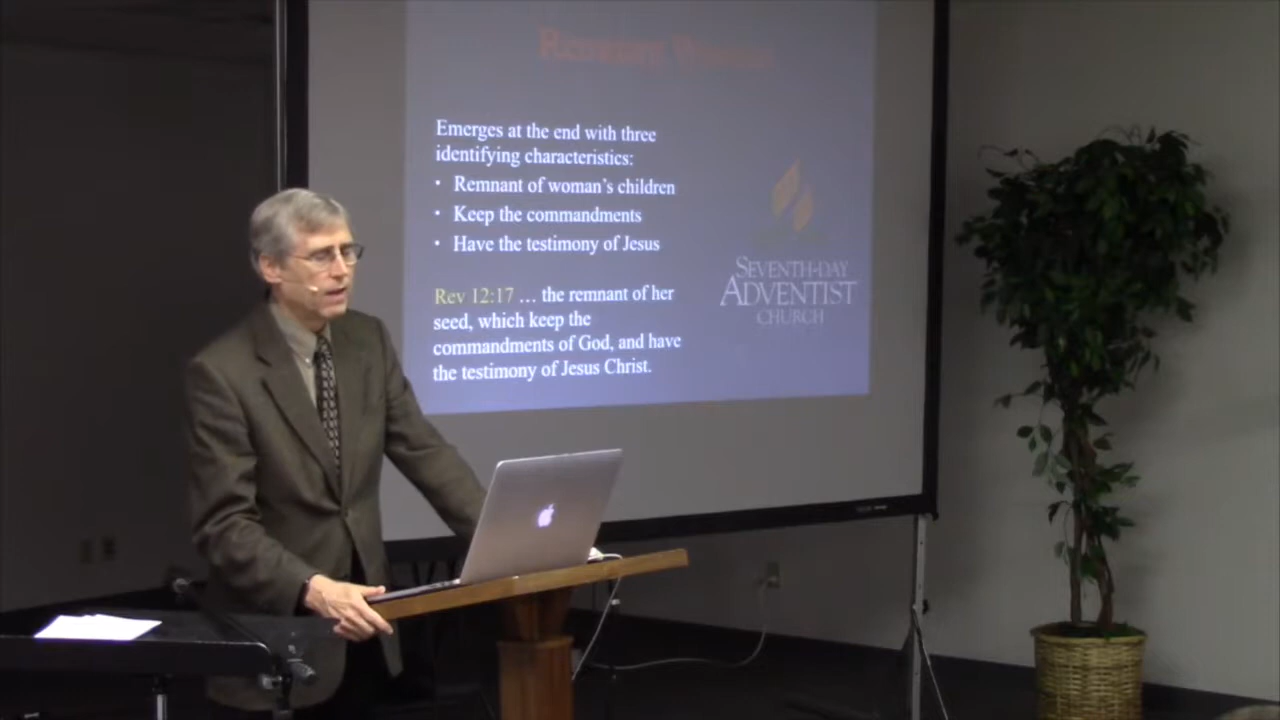 Emerges at the end with three
identifying characteristics:
• Remnant of woman's children
• Keep the commandments
• Have the testimony of Jesus
Rev 12:17 … the remnant of her
seed, which keep the
commandments of God, and have
the testimony of Jesus Christ.
SEVENTH-DAY
ADVENTIST
CHURCH